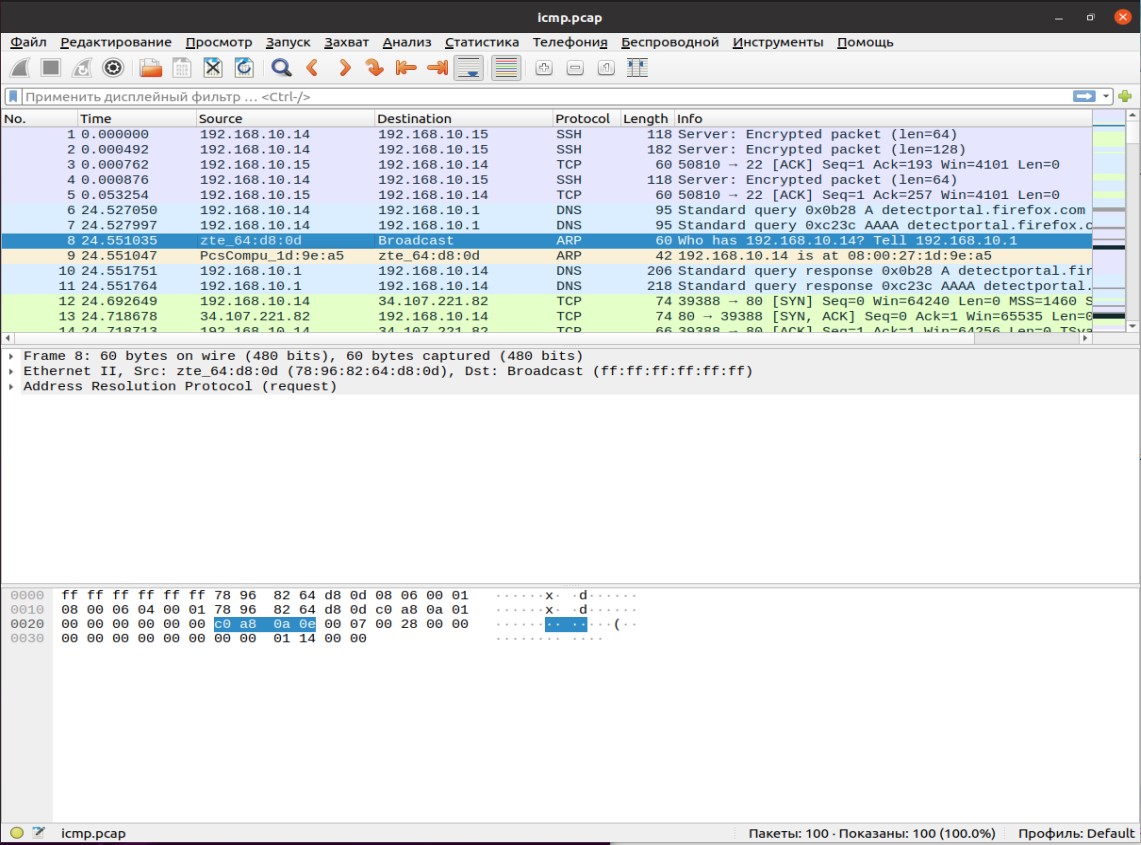 icmp.pcap
Файл Редактирование Просмотр Запуск Захват Анализ Статистика Телефония Беспроводной Инструменты Помощь
Применить дисплейный фильтр … <Ctrl-/>
No. Time Source Destination Protocol Length Info
1 0.000000 192.168.10.14 192.168.10.15 SSH 118 Server: Encrypted packet (len=64)
2 0.000492 192.168.10.14 192.168.10.15 SSH 182 Server: Encrypted packet (len=128)
3 0.000762 192.168.10.15 192.168.10.14 TCP 60 50810 → 22 [ACK] Seq=1 Ack=193 Win=4101 Len=0
4 0.000876 192.168.10.14 192.168.10.15 SSH 118 Server: Encrypted packet (len=64)
5 0.053254 192.168.10.15 192.168.10.14 TCP 60 50810 → 22 [ACK] Seq=1 Ack=257 Win=4101 Len=0
6 24.527050 192.168.10.14 192.168.10.1 DNS 95 Standard query 0x0b28 A detectportal.firefox.com
7 24.527997 192.168.10.14 192.168.10.1 DNS 95 Standard query 0xc23c AAAA detectportal.firefox.c
8 24.551035 zte_64:d8:0d Broadcast ARP 60 Who has 192.168.10.14? Tell 192.168.10.1
9 24.551047 PcsCompu_1d:9e:a5 zte_64:d8:0d ARP 42 192.168.10.14 is at 08:00:27:1d:9e:a5
10 24.551751 192.168.10.1 192.168.10.14 DNS 206 Standard query response 0x0b28 A detectportal.fir
11 24.551764 192.168.10.1 192.168.10.14 DNS 218 Standard query response 0xc23c AAAA detectportal.
12 24.692649 192.168.10.14 34.107.221.82 TCP 74 39388 → 80 [SYN] Seq=0 Win=64240 Len=0 MSS=1460 S
13 24.718678 34.107.221.82 192.168.10.14 TCP 74 80 → 39388 [SYN, ACK] Seq=0 Ack=1 Win=65535 Len=0
14 24.718713 192.168.10.14 34.107.221.82 TCP 66 39388 → 80 [ACK] Seq=1 Ack=1 Win=64256 Len=0 TSva
Frame 8: 60 bytes on wire (480 bits), 60 bytes captured (480 bits)
Ethernet II, Src: zte_64:d8:0d (78:96:82:64:d8:0d), Dst: Broadcast (ff:ff:ff:ff:ff:ff)
Address Resolution Protocol (request)
0000 ff ff ff ff ff ff 78 96 82 64 d8 0d 08 06 00 01 ······x· ·d······
0010 08 00 06 04 00 01 78 96 82 64 d8 0d c0 a8 0a 01 ······x· ·d······
0020 00 00 00 00 00 00 c0 a8 0a 0e 00 07 00 28 00 00 ········ ·····(··
0030 00 00 00 00 00 00 00 00 01 14 00 00 ········ ····
icmp.pcap Пакеты: 100 · Показаны: 100 (100.0%) Профиль: Default